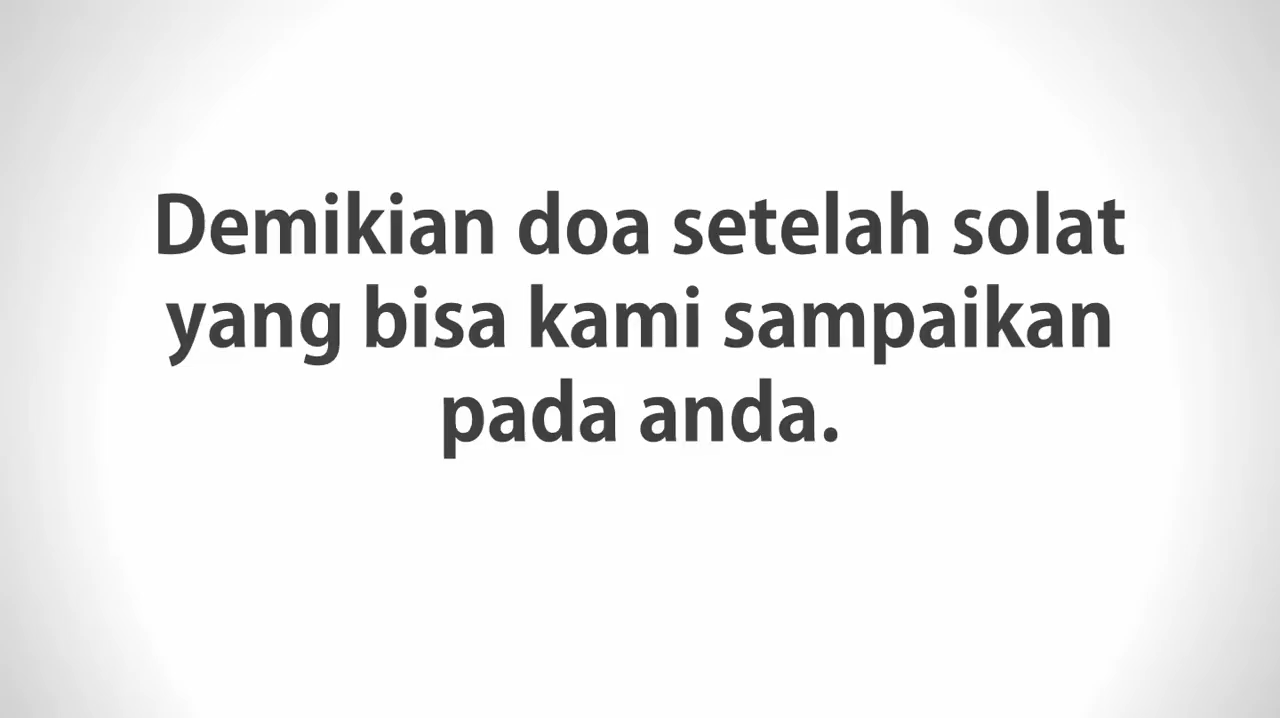 Demikian doa setelah solat
yang bisa kami sampaikan
pada anda.